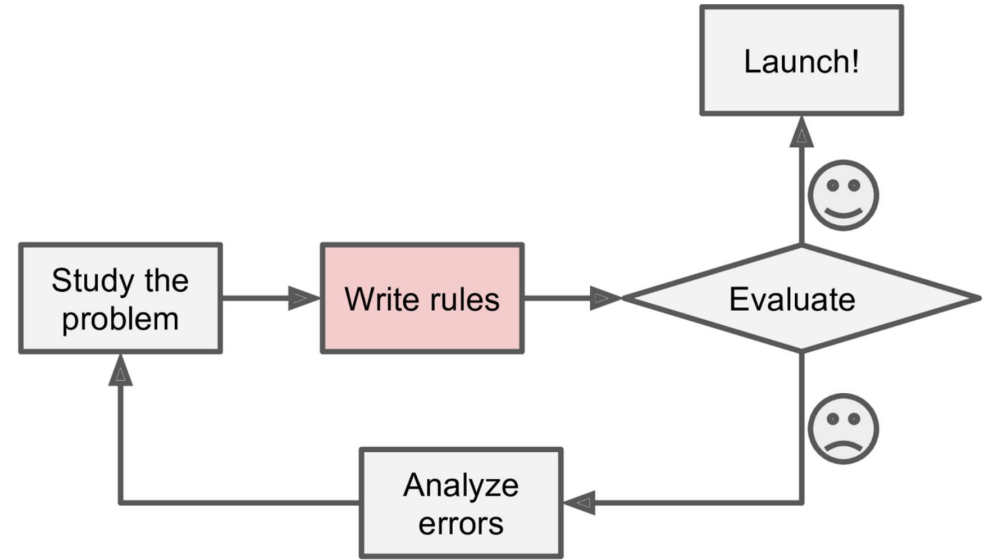 Launch!
Study the
problem
Write rules
Evaluate
Analyze
errors